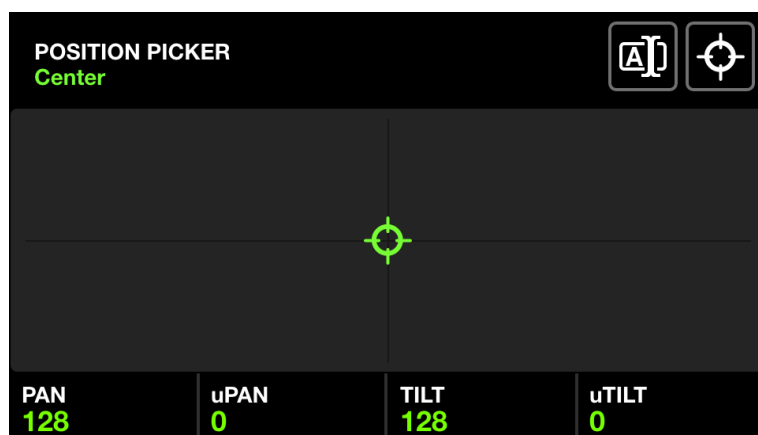 POSITION PICKER
Center
A
PAN
128
uPAN
0
TILT
128
uTILT
0